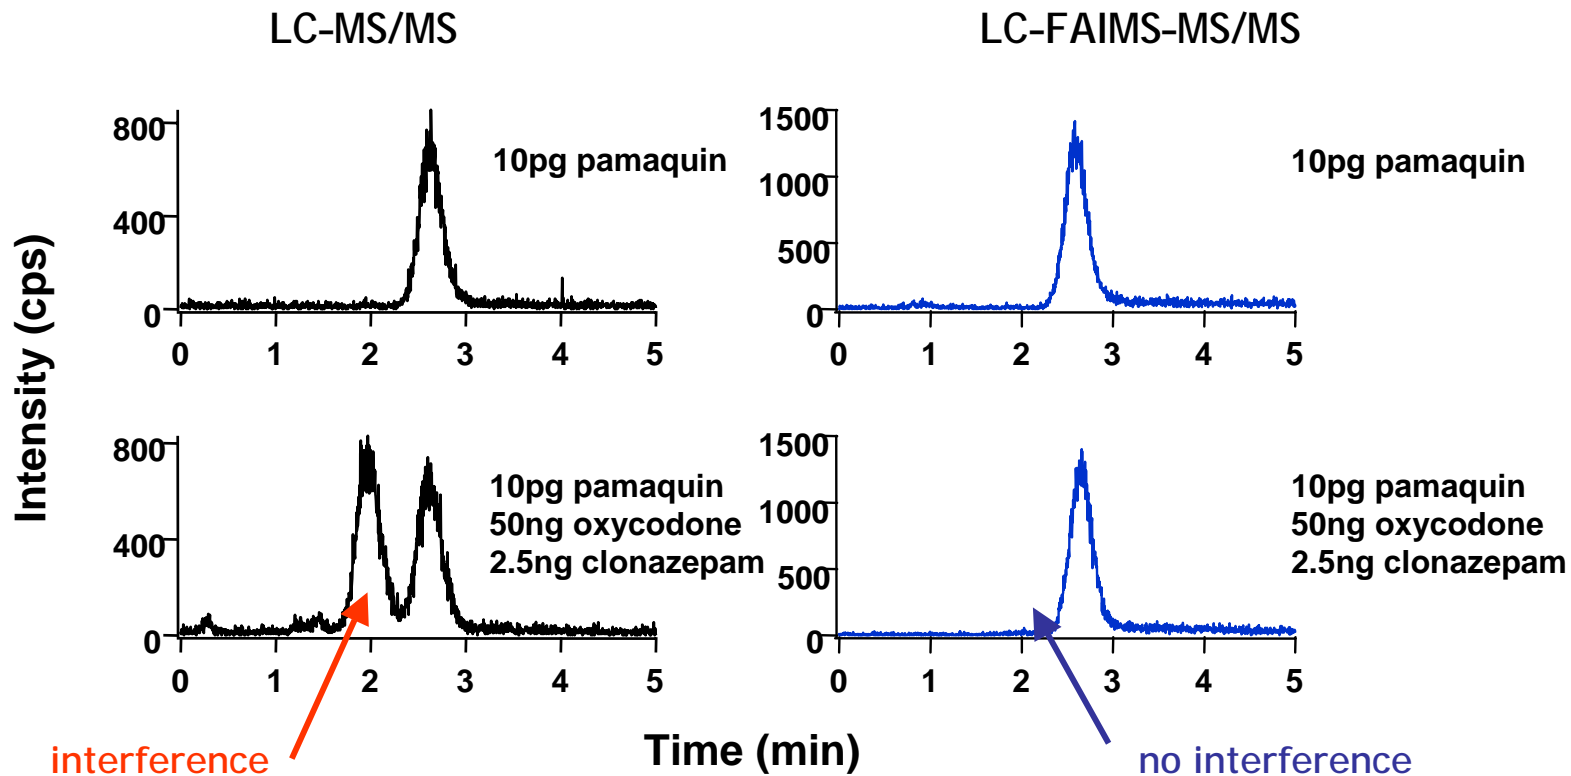 LC-MS/MS
LC-FAIMS-MS/MS
Intensity (cps)
800
400
0
0 1 2 3 4 5
10pg pamaquin
1500
1000
500
0
0 1 2 3 4 5
10pg pamaquin
800
400
0
0 1 2 3 4 5
10pg pamaquin
50ng oxycodone
2.5ng clonazepam
1500
1000
500
0
0 1 2 3 4 5
10pg pamaquin
50ng oxycodone
2.5ng clonazepam
interference
Time (min)
no interference